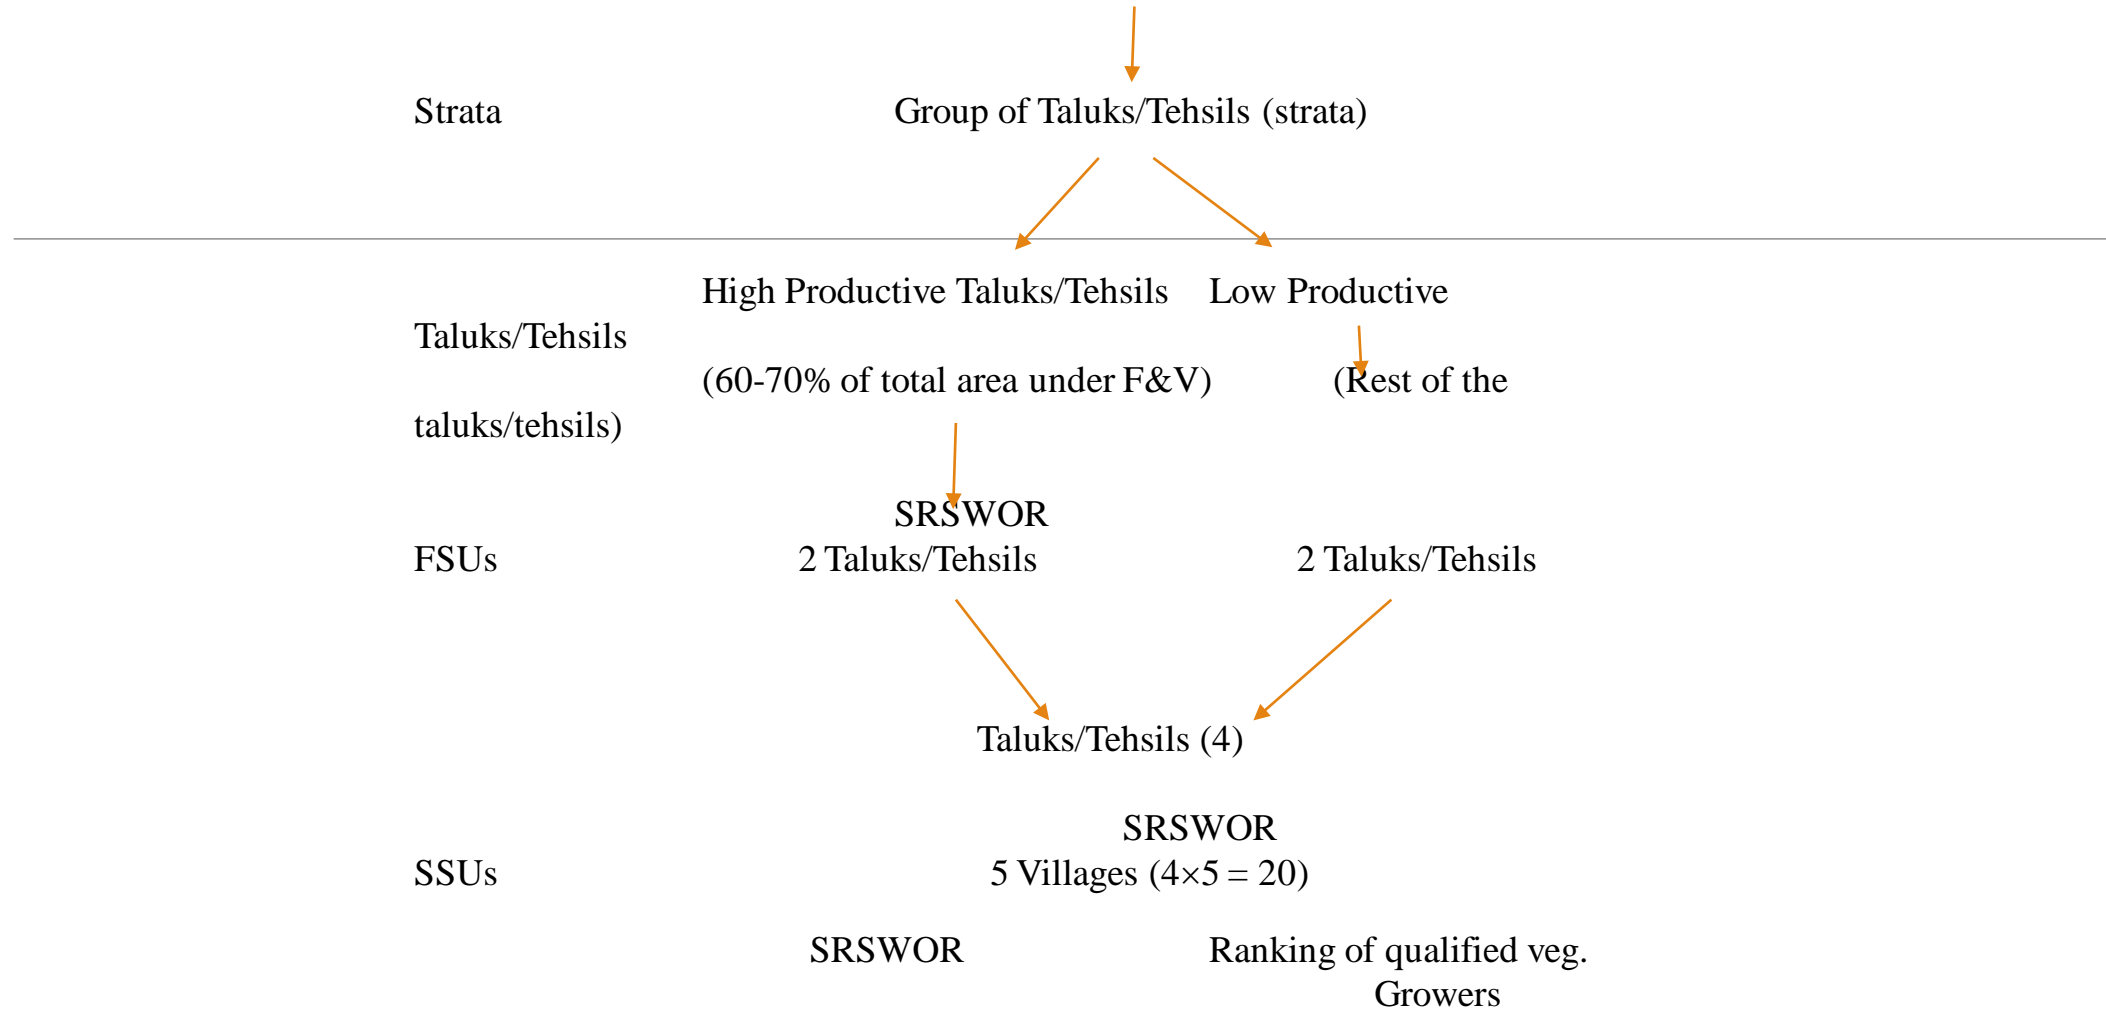 Strata Group of Taluks/Tehsils (strata)
High Productive Taluks/Tehsils Low Productive
Taluks/Tehsils
(60-70% of total area under F&V) (Rest of the
taluks/tehsils)
SRSWOR
FSUs 2 Taluks/Tehsils 2 Taluks/Tehsils
Taluks/Tehsils (4)
SRSWOR
SSUs 5 Villages (4×5 = 20)
SRSWOR Ranking of qualified veg.
Growers